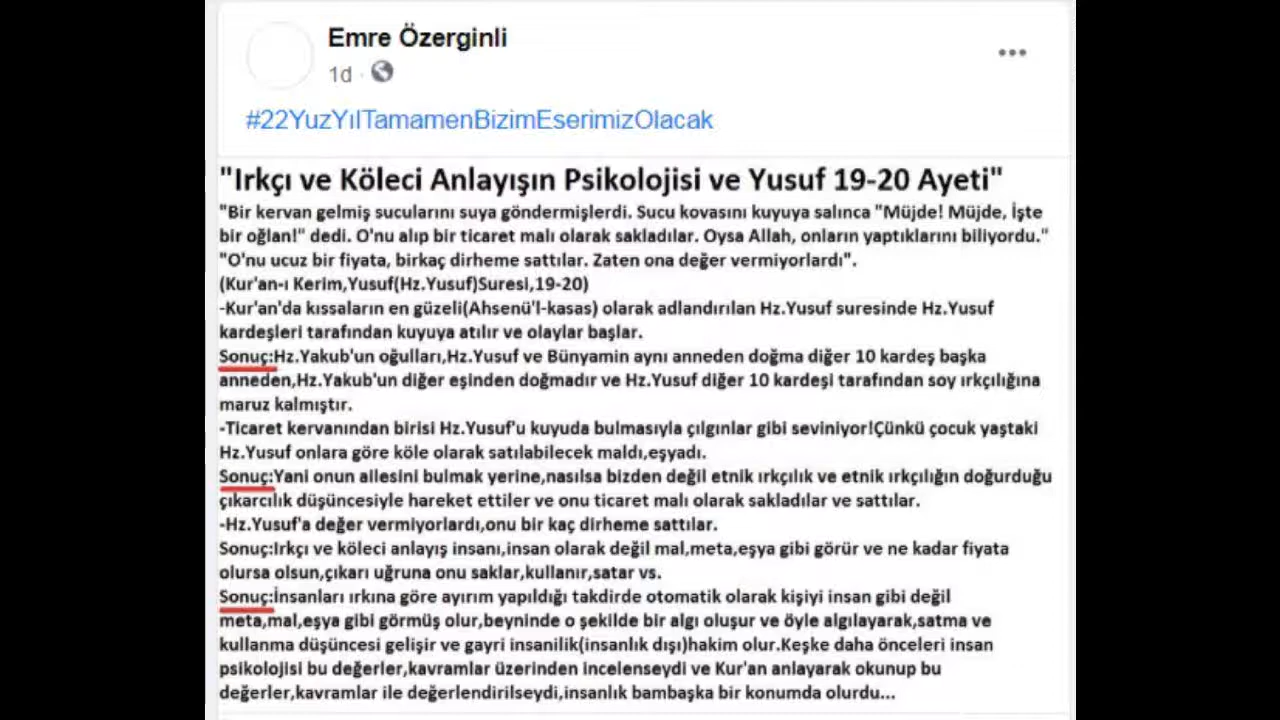 Emre Özerginli
1d ·
#22YuzYılTamamenBizimEserimizOlacak
"Irkçı ve Köleci Anlayışın Psikolojisi ve Yusuf 19-20 Ayeti"
"Bir kervan gelmiş sucularını suya göndermişlerdi. Sucu kovasını kuyuya salınca "Müjde! Müjde, İşte
bir oğlan!" dedi. O'nu alıp bir ticaret malı olarak sakladılar. Oysa Allah, onların yaptıklarını biliyordu."
"O'nu ucuz bir fiyata, birkaç dirheme sattılar. Zaten ona değer vermiyorlardı".
(Kur'an-ı Kerim,Yusuf(Hz.Yusuf)Suresi,19-20)
-Kur'an'da kıssaların en güzeli(Ahsenü'l-kasas) olarak adlandırılan Hz.Yusuf suresinde Hz.Yusuf
kardeşleri tarafından kuyuya atılır ve olaylar başlar.
Sonuç:Hz.Yakub'un oğulları,Hz.Yusuf ve Bünyamin aynı anneden doğma diğer 10 kardeş başka
anneden,Hz.Yakub'un diğer eşinden doğmadır ve Hz.Yusuf diğer 10 kardeşi tarafından soy ırkçılığına
maruz kalmıştır.
-Ticaret kervanından birisi Hz.Yusuf'u kuyuda bulmasıyla çılgınlar gibi seviniyor!Çünkü çocuk yaştaki
Hz.Yusuf onlara göre köle olarak satılabilecek maldı,eşyadı.
Sonuç:Yani onun ailesini bulmak yerine,nasılsa bizden değil etnik ırkçılık ve etnik ırkçılığın doğurduğu
çıkarcılık düşüncesiyle hareket ettiler ve onu ticaret malı olarak sakladılar ve sattılar.
-Hz.Yusuf'a değer vermiyorlardı,onu bir kaç dirheme sattılar.
Sonuç:Irkçı ve köleci anlayış insanı,insan olarak değil mal,meta,eşya gibi görür ve ne kadar fiyata
olursa olsun,çıkarı uğruna onu saklar,kullanır,satar vs.
Sonuç:İnsanları ırkına göre ayırım yapıldığı takdirde otomatik olarak kişiyi insan gibi değil
meta,mal,eşya gibi görmüş olur,beyninde o şekilde bir algı oluşur ve öyle algılayarak,satma ve
kullanma düşüncesi gelişir ve gayri insanilik(insanlık dışı)hakim olur.Keşke daha önceleri insan
psikolojisi bu değerler,kavramlar üzerinden incelenseydi ve Kur'an anlayarak okunup bu
değerler,kavramlar ile değerlendirilseydi,insanlık bambaşka bir konumda olurdu...